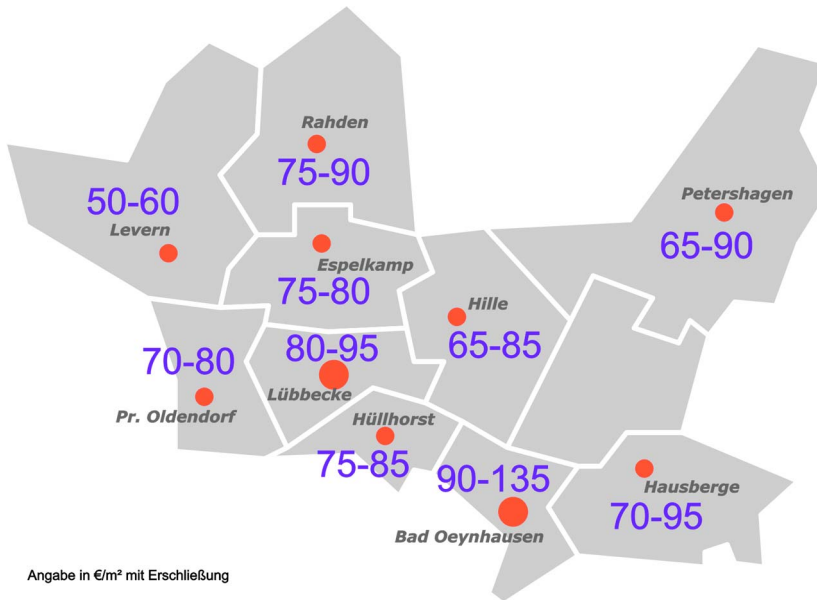 Rahden
75-90
50-60
Levern
Petershagen
65-90
Espelkamp
75-80
Hille
65-85
80-95
Lübbecke
70-80
Pr. Oldendorf
Hüllhorst
75-85
90-135
Bad Oeynhausen
Hausberge
70-95
Angabe in €/m² mit Erschließung